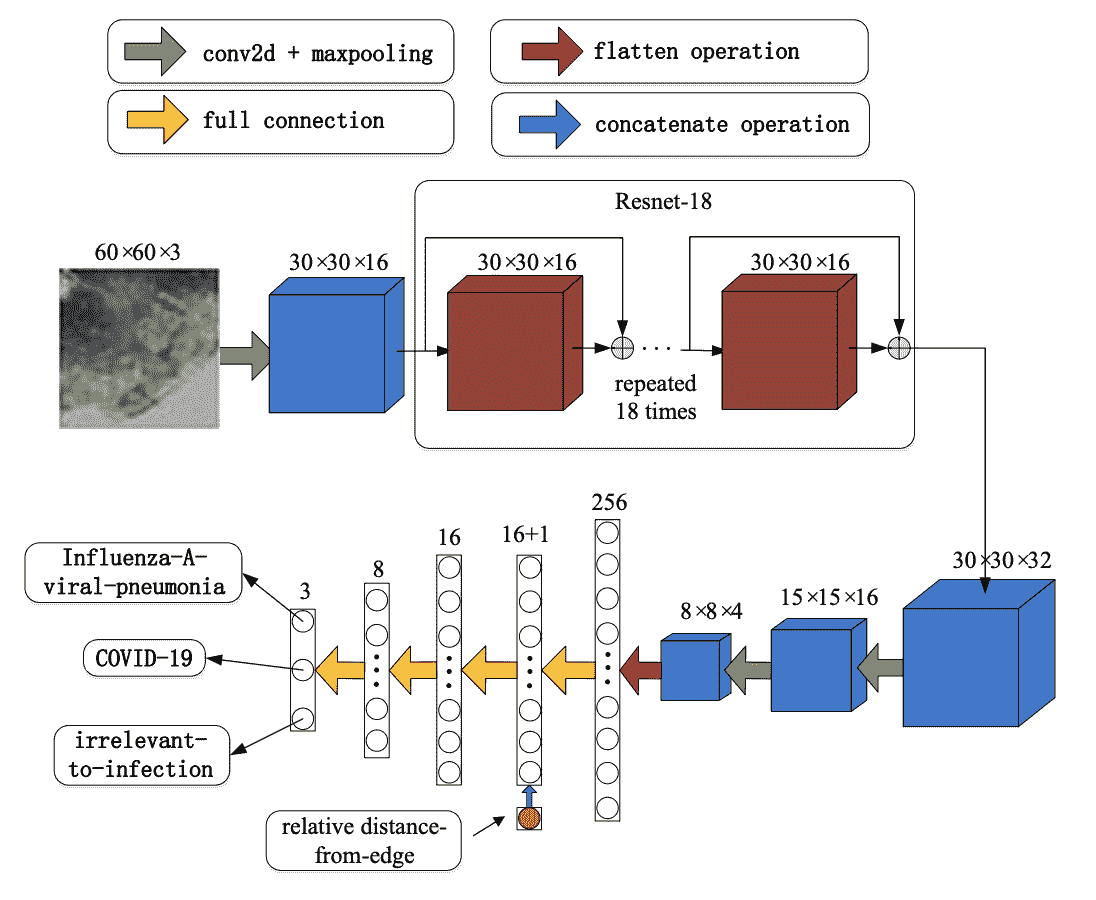 conv2d + maxpooling
flatten operation
full connection
concatenate operation
Resnet-18
60×60×3
30×30×16
30×30×16
30×30×16
· · ·
repeated
18 times
256
16+1
16
8
3
30×30×32
15×15×16
8×8×4
Influenza-A-
viral-pneumonia
COVID-19
irrelevant-
to-infection
relative distance-
from-edge